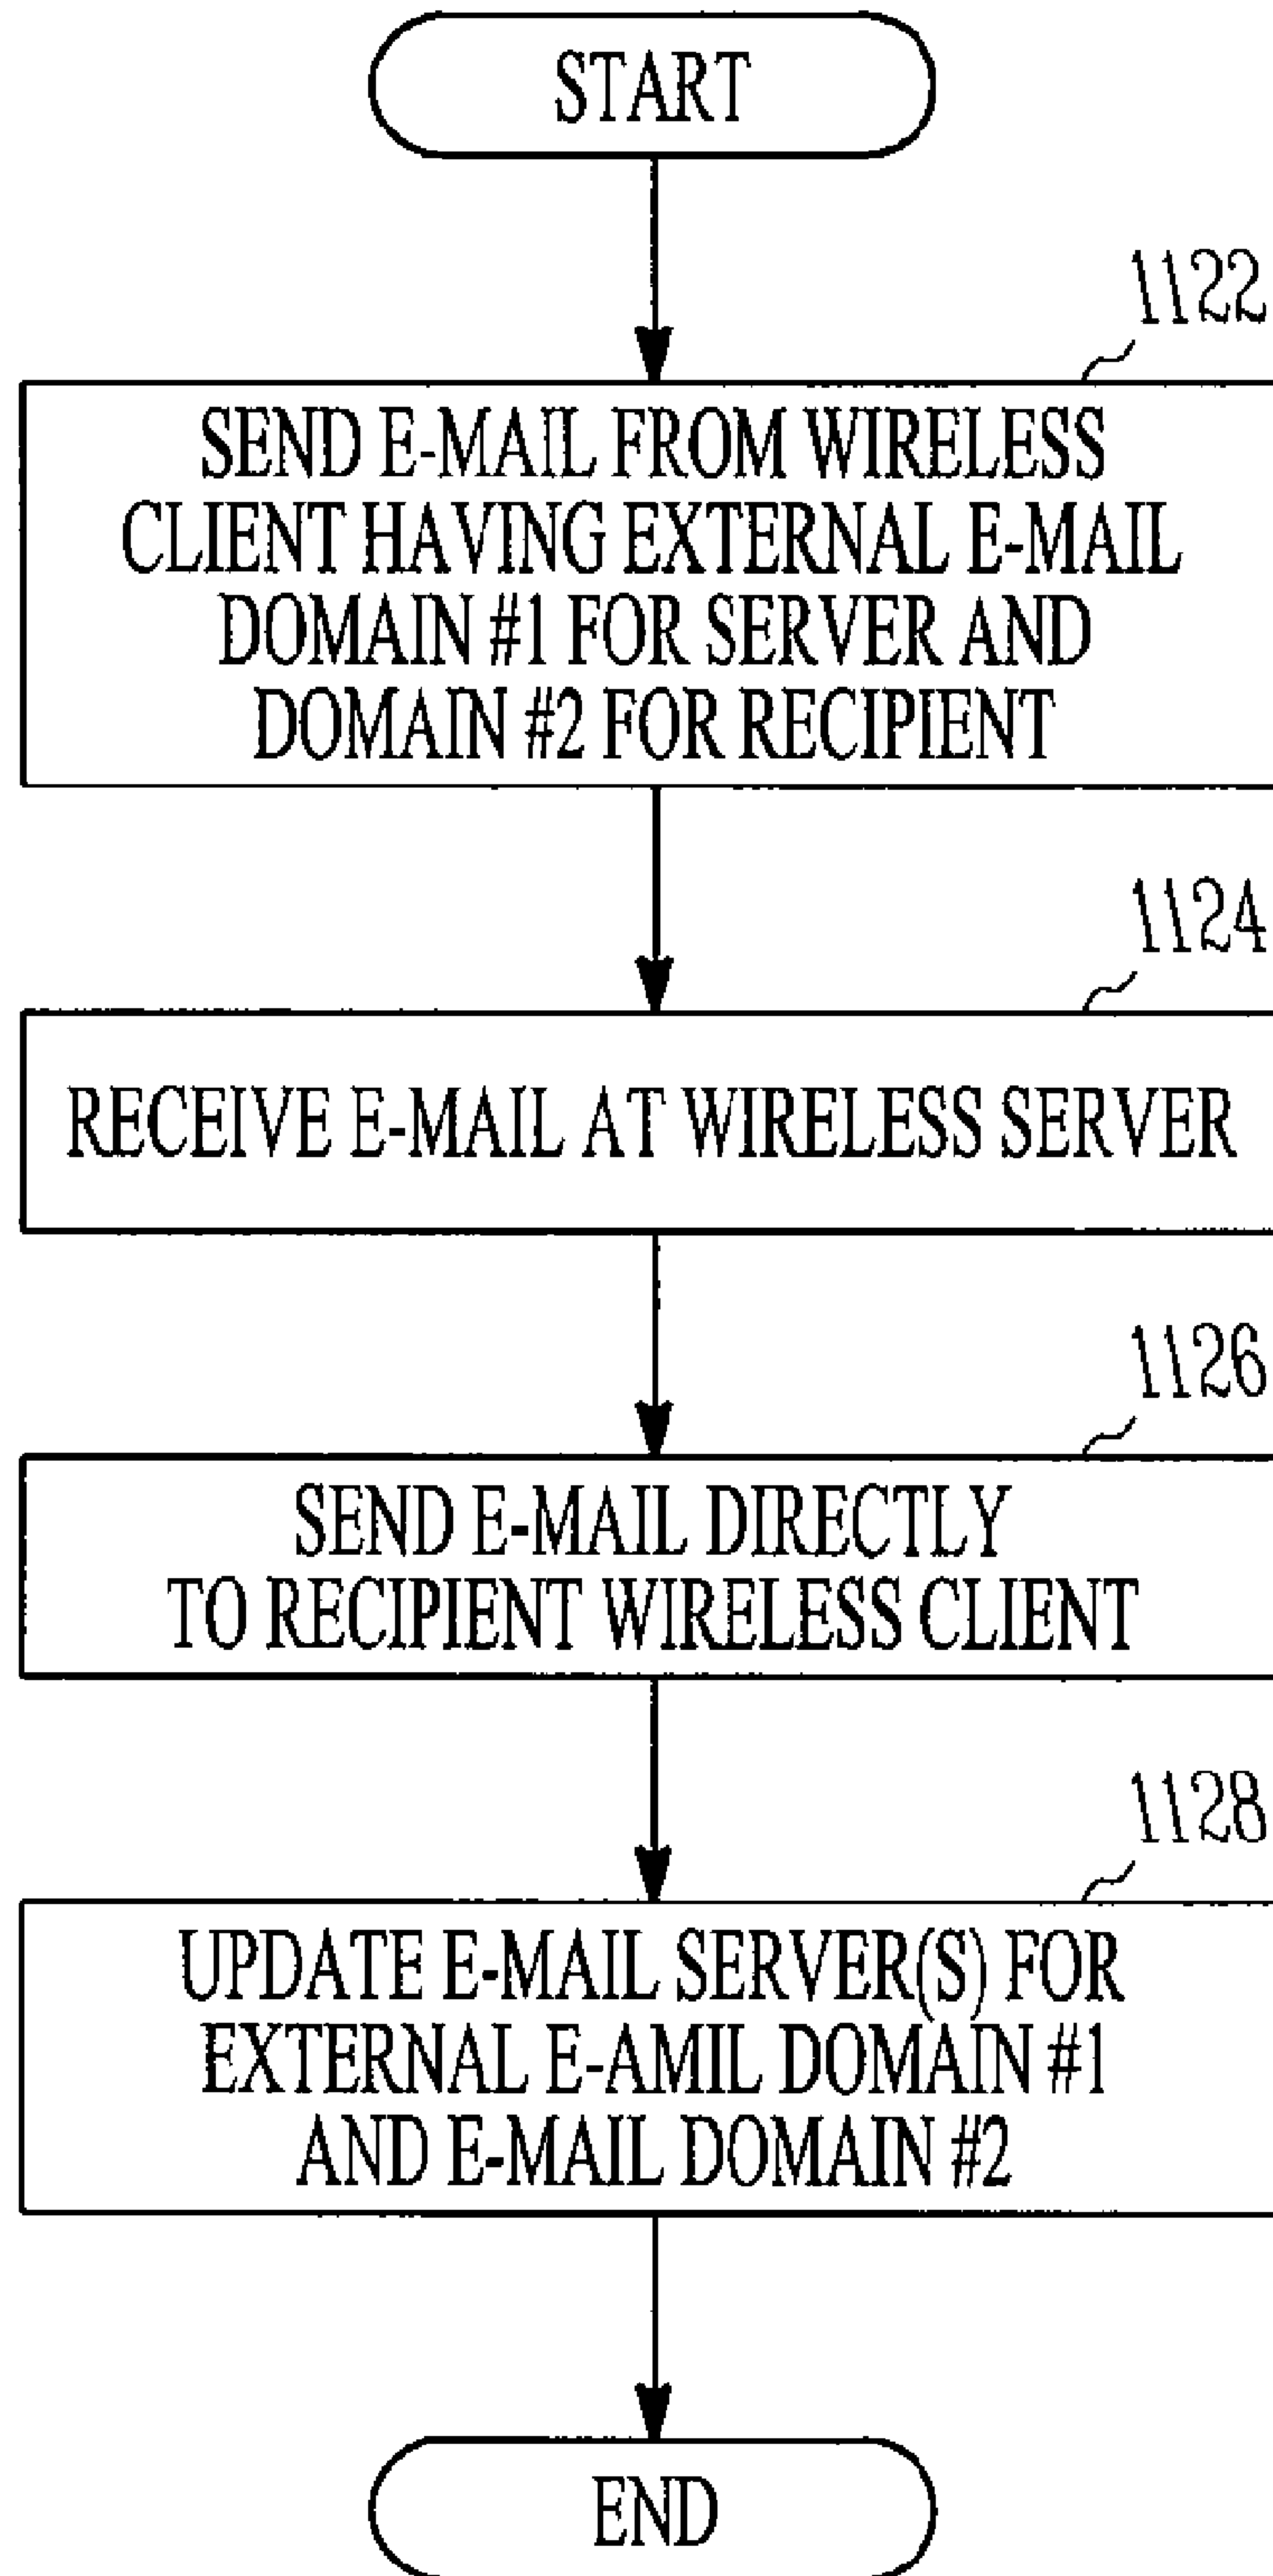 START
1122
SEND E-MAIL FROM WIRELESS
CLIENT HAVING EXTERNAL E-MAIL
DOMAIN #1 FOR SERVER AND
DOMAIN #2 FOR RECIPIENT
1124
RECEIVE E-MAIL AT WIRELESS SERVER
1126
SEND E-MAIL DIRECTLY
TO RECIPIENT WIRELESS CLIENT
1128
UPDATE E-MAIL SERVER(S) FOR
EXTERNAL E-AMIL DOMAIN #1
AND E-MAIL DOMAIN #2
END